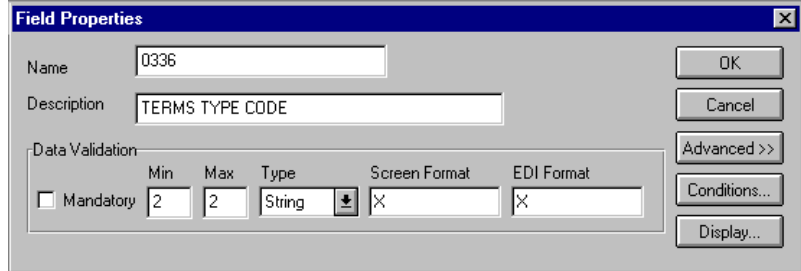 Field Properties
Name 0336 OK
Description TERMS TYPE CODE Cancel
Data Validation Advanced >>
Min Max Type Screen Format EDI Format
Mandatory 2 2 String X X Conditions...
Display...